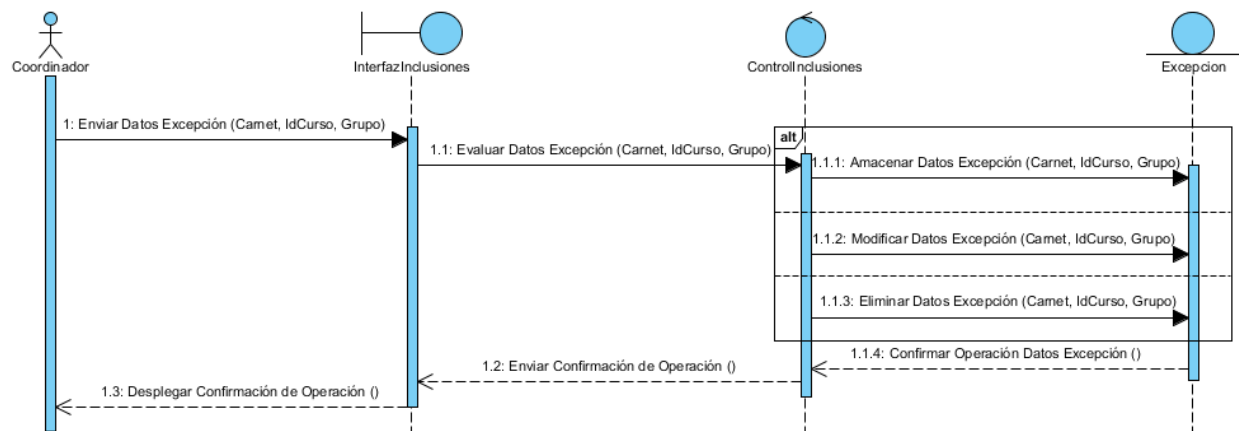 Coordinador
InterfazInclusiones
ControlInclusiones
Excepcion
1: Enviar Datos Excepción (Carnet, IdCurso, Grupo)
alt
1.1: Evaluar Datos Excepción (Carnet, IdCurso, Grupo)
1.1.1: Amacenar Datos Excepción (Carnet, IdCurso, Grupo)
1.1.2: Modificar Datos Excepción (Carnet, IdCurso, Grupo)
1.1.3: Eliminar Datos Excepción (Carnet, IdCurso, Grupo)
1.1.4: Confirmar Operación Datos Excepción ()
1.2: Enviar Confirmación de Operación ()
1.3: Desplegar Confirmación de Operación ()